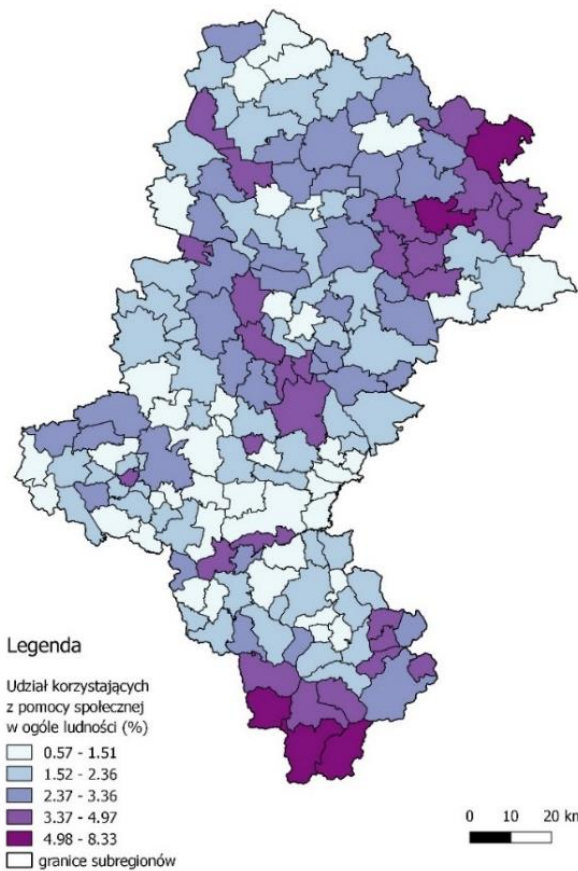 Legenda
Udział korzystających
z pomocy społecznej
w ogóle ludności (%)
0.57 - 1.51
1.52 - 2.36
2.37 - 3.36
3.37 - 4.97
4.98 - 8.33
granice subregionów
0 10 20 km